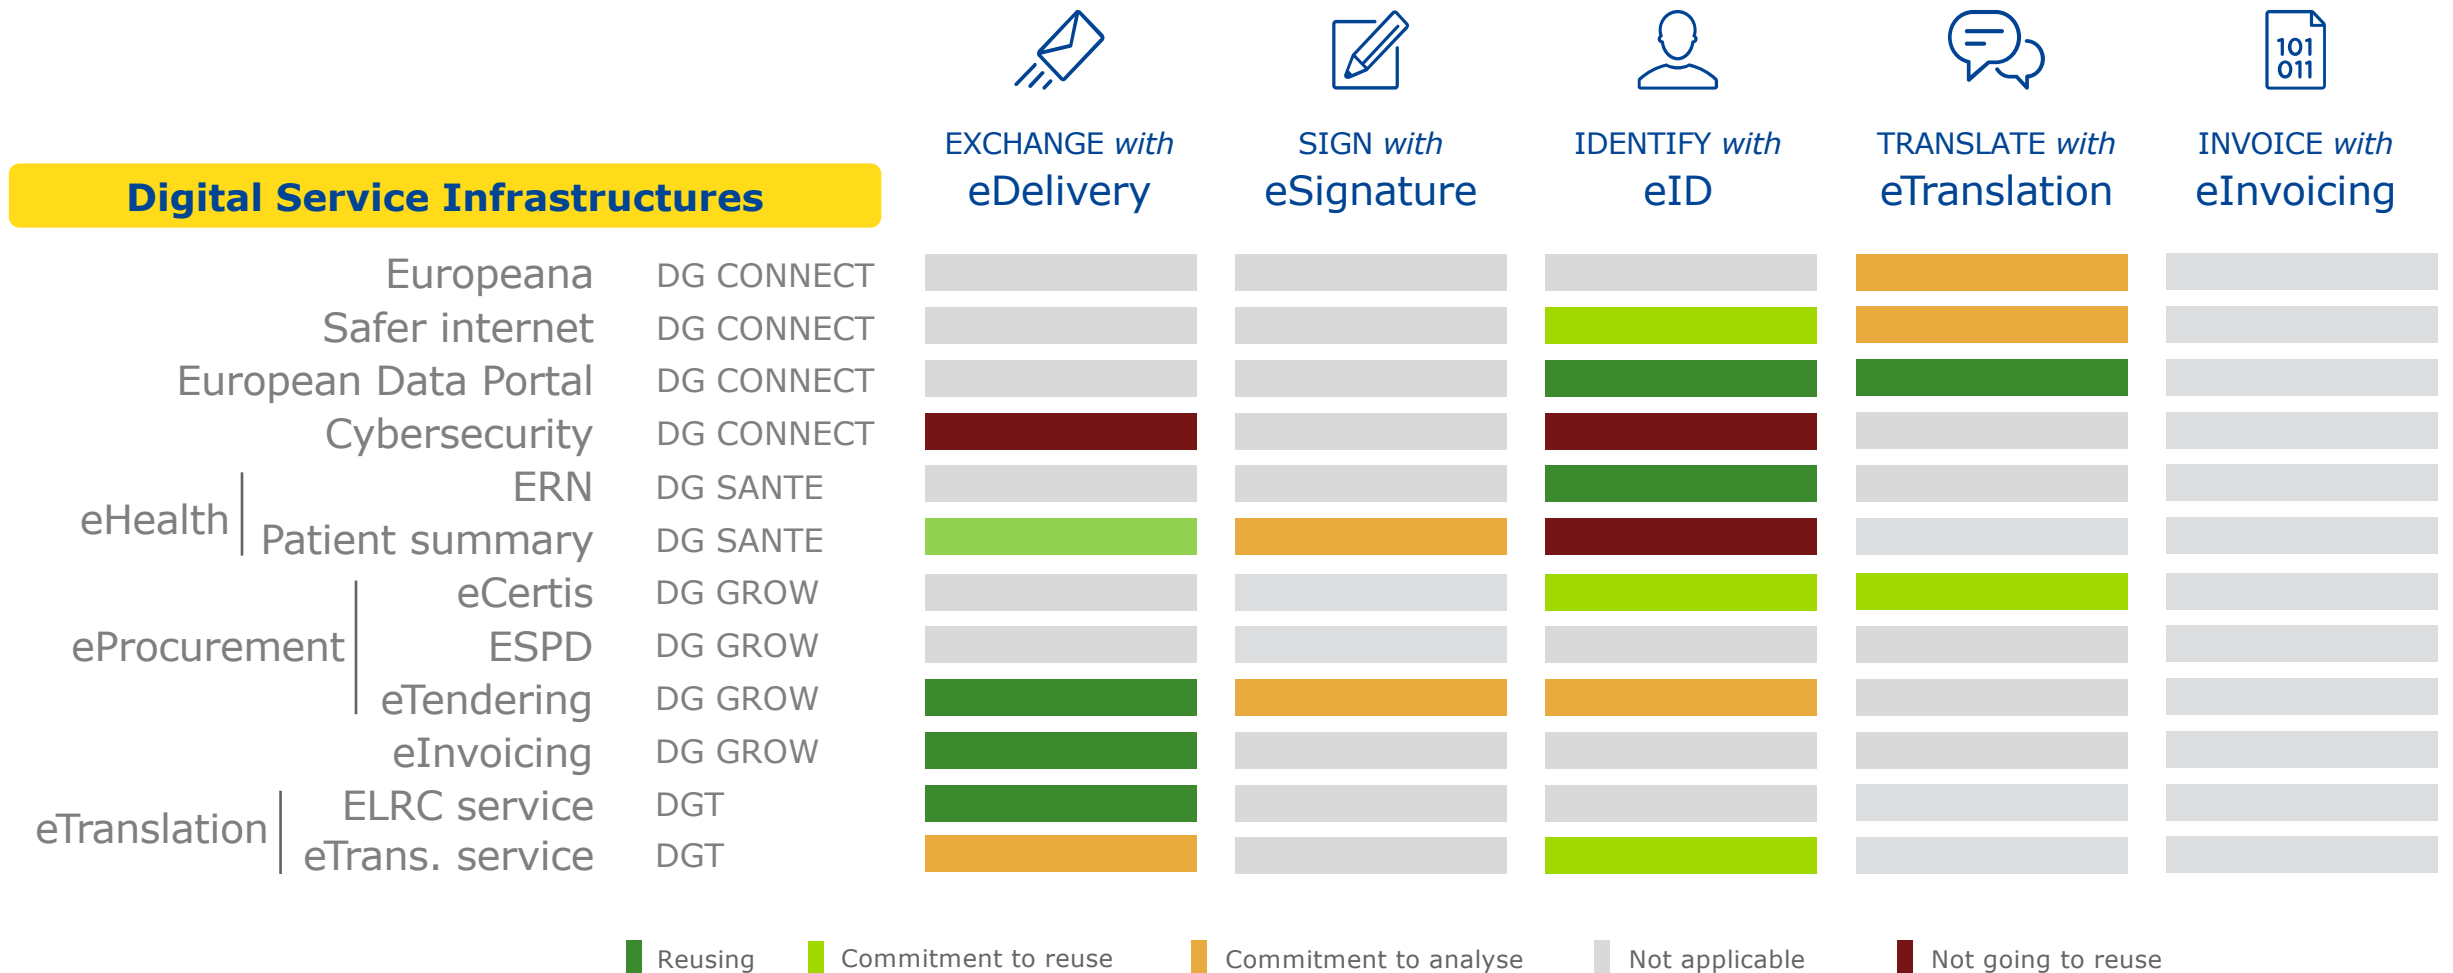 101
011
EXCHANGE with
eDelivery
SIGN with
eSignature
IDENTIFY with
eID
TRANSLATE with
eTranslation
INVOICE with
eInvoicing
Digital Service Infrastructures
Europeana DG CONNECT
Safer internet DG CONNECT
European Data Portal DG CONNECT
Cybersecurity DG CONNECT
eHealth
ERN DG SANTE
Patient summary DG SANTE
eProcurement
eCertis DG GROW
ESPD DG GROW
eTendering DG GROW
eInvoicing DG GROW
eTranslation
ELRC service DGT
eTrans. service DGT
Reusing Commitment to reuse Commitment to analyse Not applicable Not going to reuse